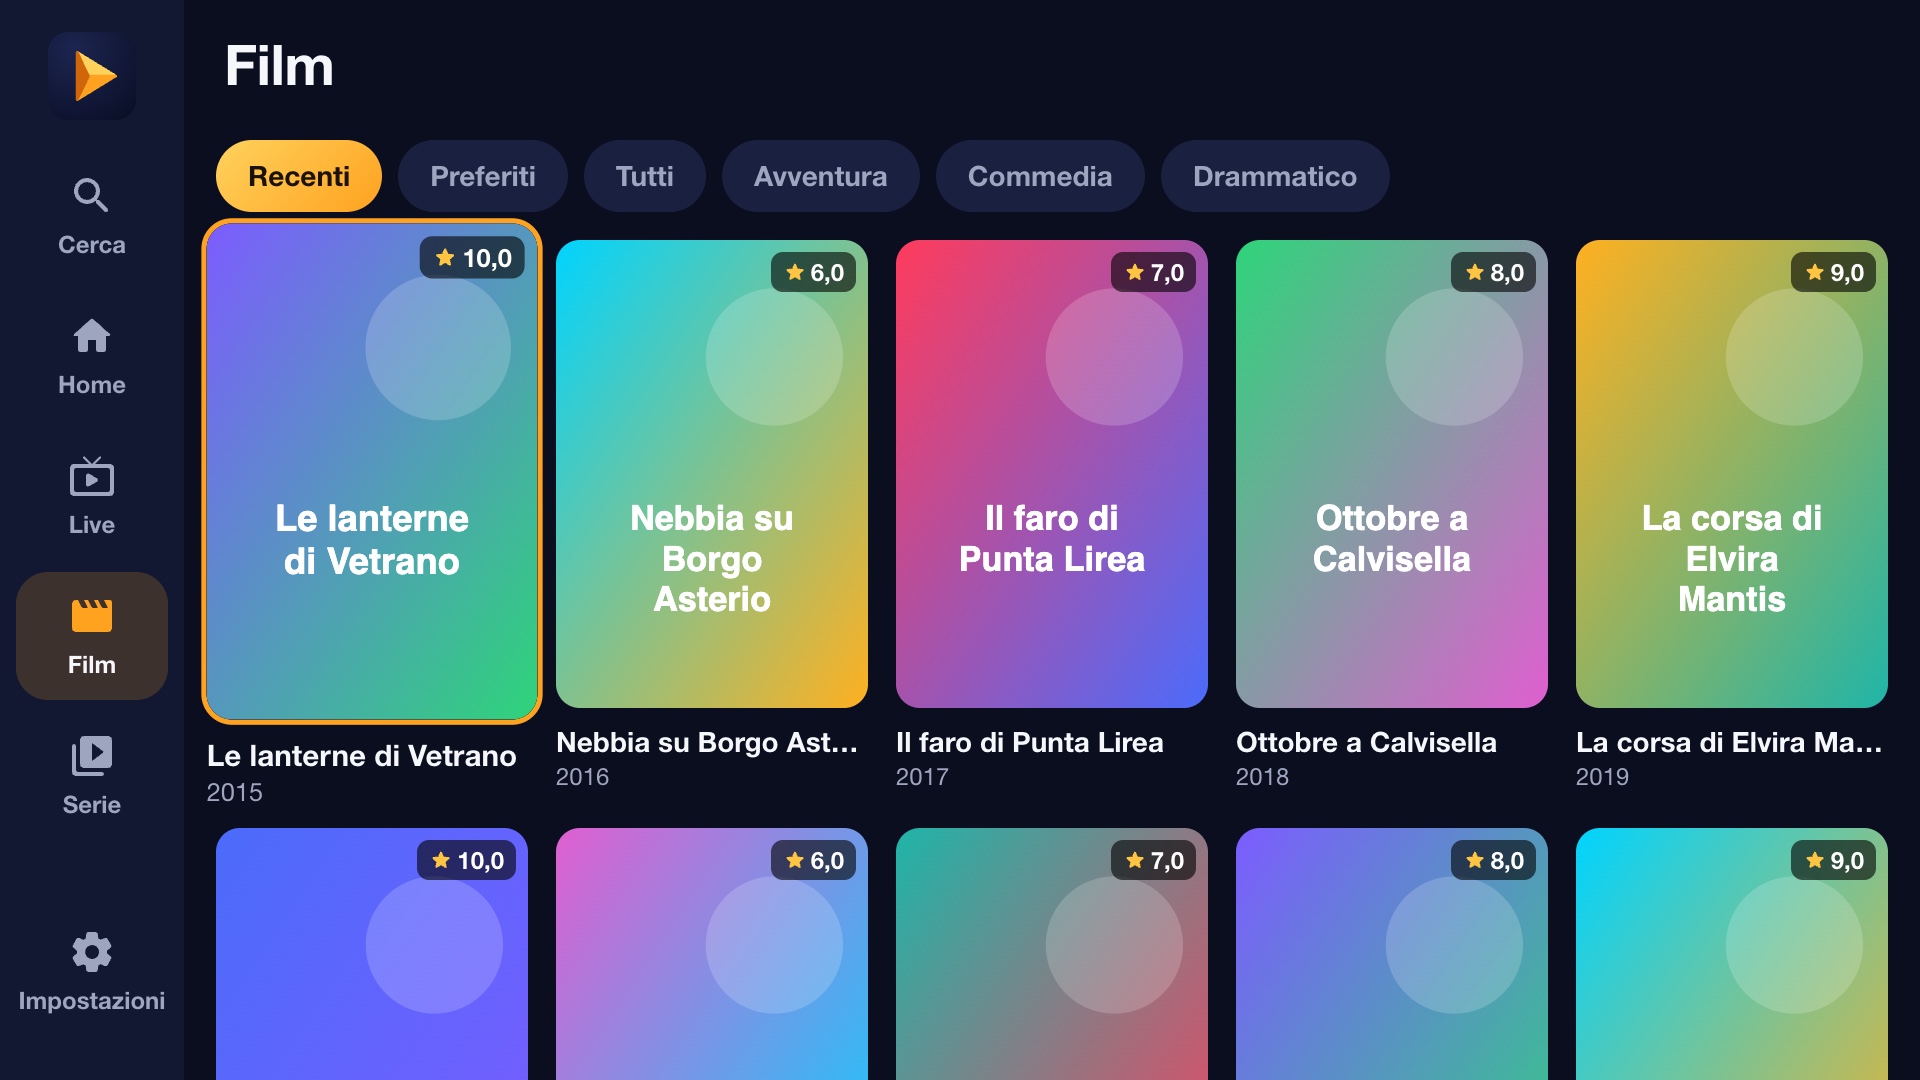 Film
Cerca
Home
Live
Film
Serie
Impostazioni
Recenti
Preferiti
Tutti
Avventura
Commedia
Drammatico
10,0
Le lanterne
di Vetrano
Le lanterne di Vetrano
2015
6,0
Nebbia su
Borgo
Asterio
Nebbia su Borgo Ast...
2016
7,0
Il faro di
Punta Lirea
Il faro di Punta Lirea
2017
8,0
Ottobre a
Calvisella
Ottobre a Calvisella
2018
9,0
La corsa di
Elvira
Mantis
La corsa di Elvira Ma...
2019
10,0
6,0
7,0
8,0
9,0